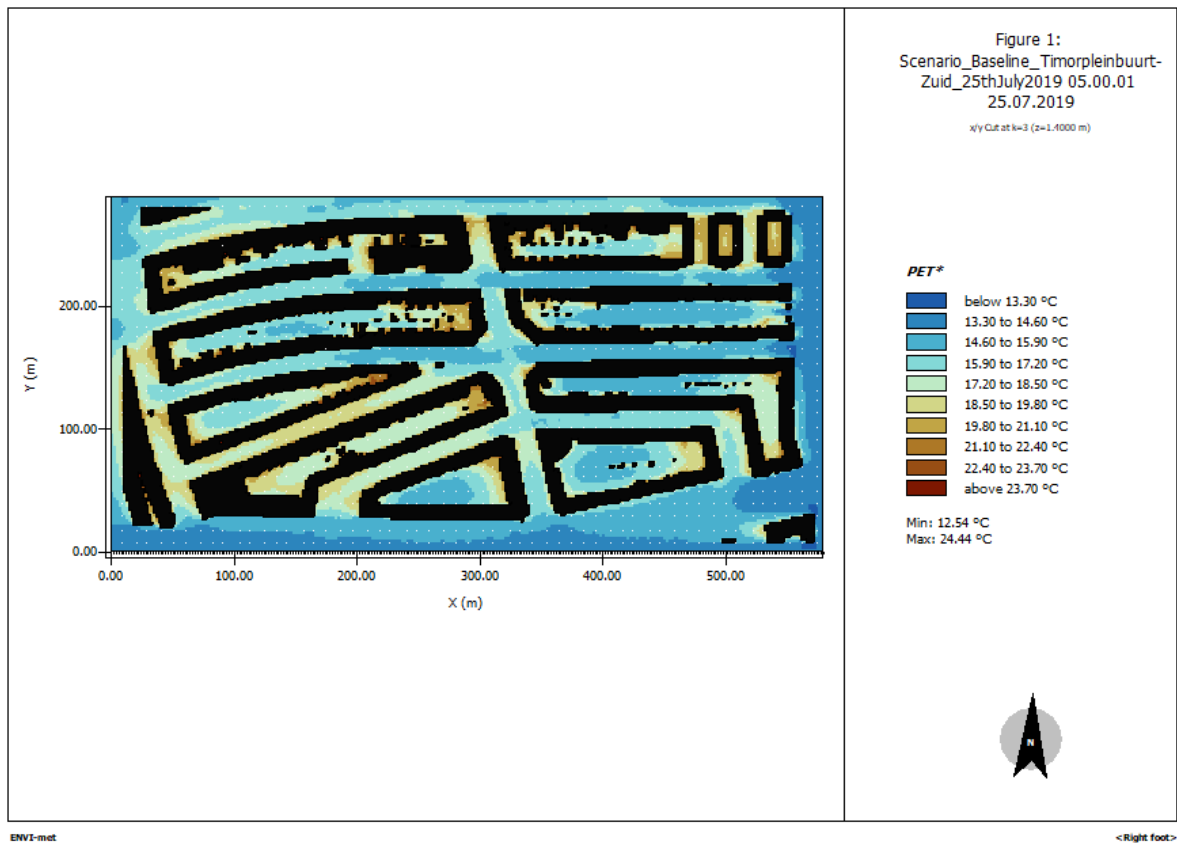 Figure 1:
Scenario_Baseline_Timorpleinbuurt-
Zuid_25thJuly2019 05.00.01
25.07.2019
x/y Cut at k=3 (z=1.4000 m)
200.00
100.00
0.00
Y (m)
0.00 100.00 200.00 300.00 400.00 500.00
X (m)
PET*
below 13.30 °C
13.30 to 14.60 °C
14.60 to 15.90 °C
15.90 to 17.20 °C
17.20 to 18.50 °C
18.50 to 19.80 °C
19.80 to 21.10 °C
21.10 to 22.40 °C
22.40 to 23.70 °C
above 23.70 °C
Min: 12.54 °C
Max: 24.44 °C
N
ENVI-met
<Right foot>